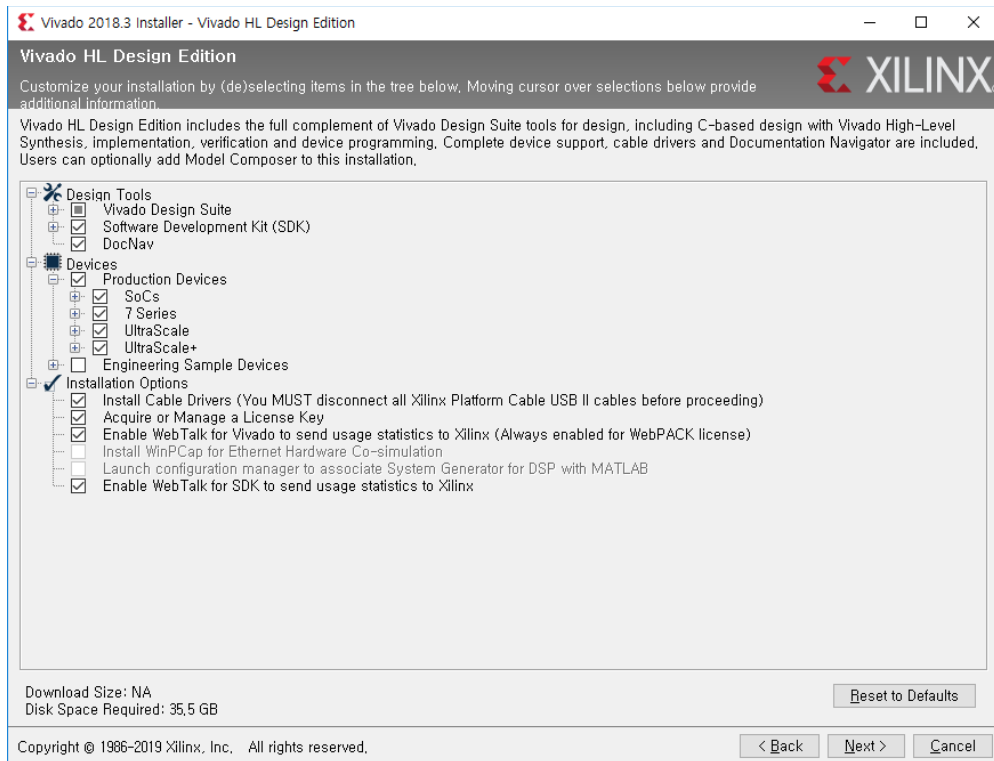 Vivado 2018.3 Installer - Vivado HL Design Edition
Vivado HL Design Edition
Customize your installation by (de)selecting items in the tree below, Moving cursor over selections below provide
additional information.
XILINX
Vivado HL Design Edition includes the full complement of Vivado Design Suite tools for design, including C-based design with Vivado High-Level
Synthesis, implementation, verification and device programming, Complete device support, cable drivers and Documentation Navigator are included,
Users can optionally add Model Composer to this installation,
Design Tools
Vivado Design Suite
Software Development Kit (SDK)
DocNav
Devices
Production Devices
SoCs
7 Series
UltraScale
UltraScale+
Engineering Sample Devices
Installation Options
Install Cable Drivers (You MUST disconnect all Xilinx Platform Cable USB II cables before proceeding)
Acquire or Manage a License Key
Enable WebTalk for Vivado to send usage statistics to Xilinx (Always enabled for WebPACK license)
Install WinPCap for Ethernet Hardware Co-simulation
Launch configuration manager to associate System Generator for DSP with MATLAB
Enable WebTalk for SDK to send usage statistics to Xilinx
Download Size: NA
Disk Space Required: 35,5 GB
Reset to Defaults
Copyright © 1986-2019 Xilinx, Inc, All rights reserved,
< Back
Next >
Cancel